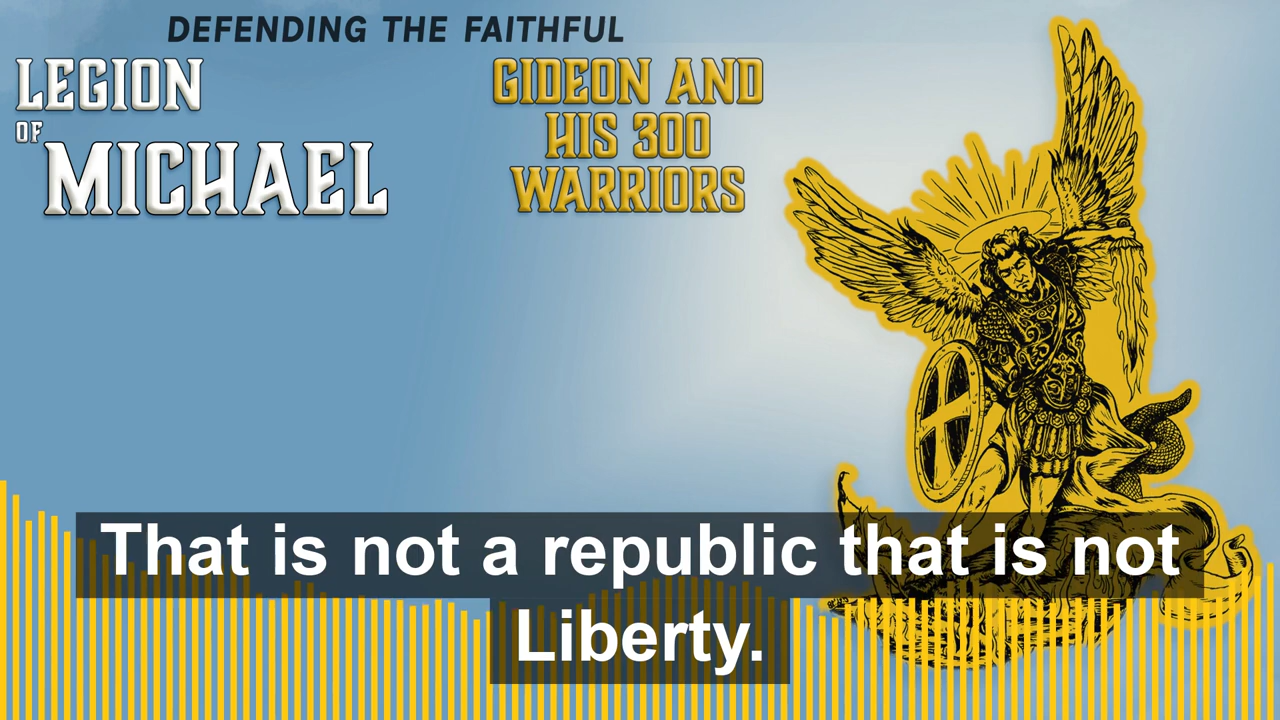 DEFENDING THE FAITHFUL
LEGION
OF
MICHAEL
GIDEON AND
HIS 300
WARRIORS
That is not a republic that is not
Liberty.